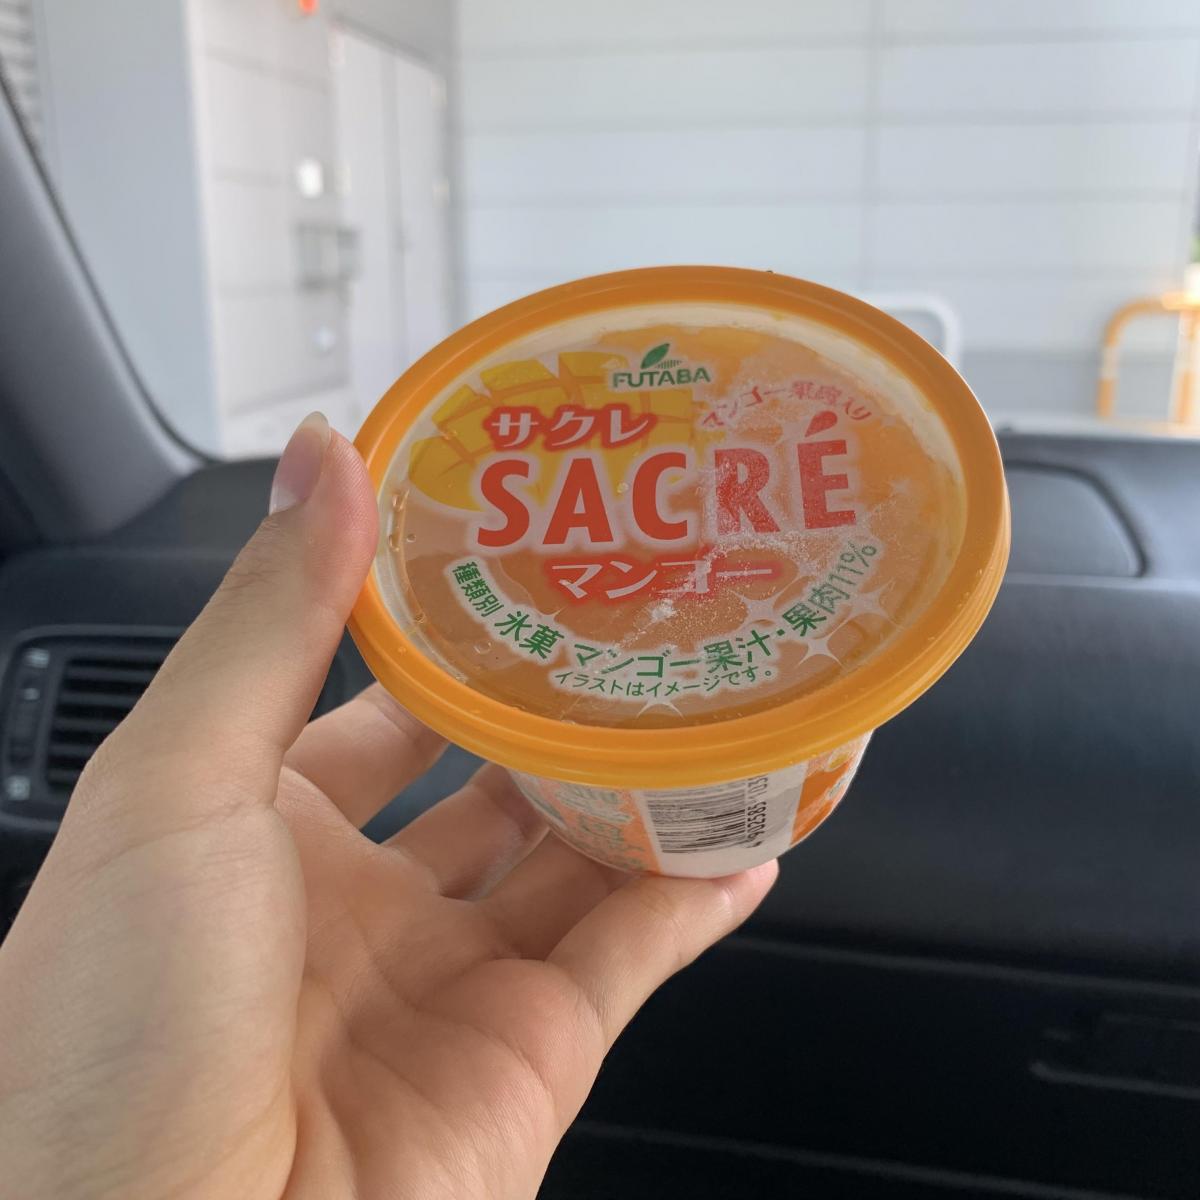 FUTABA
マンゴー果肉入り
サクレ
SACRÉ
マンゴー
種類別 氷菓 マンゴー果汁・果肉11%
イラストはイメージです。